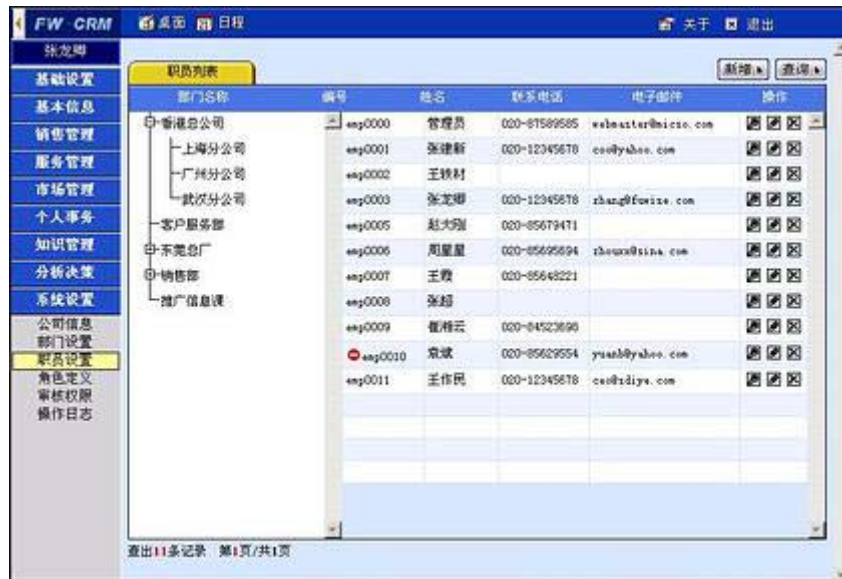 FW CRM 桌面 日程 关于 退出
张龙卿
基础设置
基本信息
销售管理
服务管理
市场管理
个人事务
知识管理
分析决策
系统设置
公司信息
部门设置
职员设置
角色定义
审核权限
操作日志
职员列表 新增 查询
部门名称 编号 姓名 联系电话 电子邮件 操作
香港总公司
上海分公司
广州分公司
武汉分公司
客户服务部
东莞总厂
销售部
推广信息课
emp0000 管理员 020-87589585 webmaster@micso.com
emp0001 张建新 020-12345678 coo@yahoo.com
emp0002 王铁材
emp0003 张龙卿 020-12345678 zhang@fuwize.com
emp0005 赵大刚 020-85679471
emp0006 周星星 020-85695694 zhouxx@sina.com
emp0007 王霞 020-85648221
emp0008 张超
emp0009 崔湘云 020-84523698
emp0010 袁斌 020-85629554 yuanb@yahoo.com
emp0011 王作民 020-12345678
查出11条记录 第1页/共1页